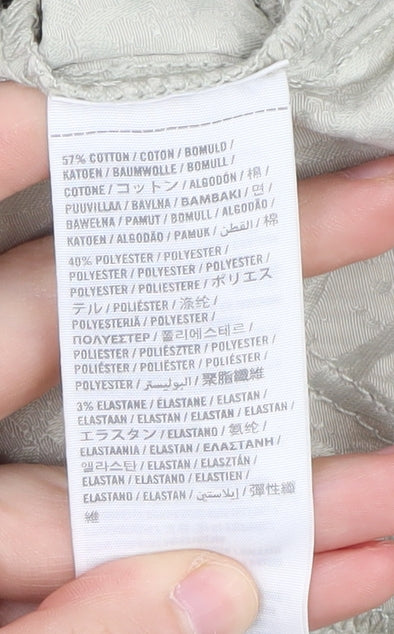 57% COTTON / COTON / BOMULD /
KATOEN / BAUMWOLLE / BOMULL /
COTONE / コットン / ALGODÓN / 棉 /
PUUVILLAA / BAVLNA / ΒΑΜΒΑΚΙ / 면 /
BAWEŁNA / PAMUT / BOMULL / ALGODÃO /
KATOEN / ALGODÃO / PAMUK / القطن / 棉
40% POLYESTER / POLYESTER /
POLYESTER / POLYESTER / POLYESTER /
POLYESTER / POLIESTERE / ポリエス
テル / POLIÉSTER / 涤纶 /
POLYESTERIÄ / POLYESTER /
ΠΟΛΥΕΣΤΕΡ / 폴리에스테르 /
POLIESTER / POLIÉSZTER / POLYESTER /
POLIÉSTER / POLYESTER / POLIÉSTER /
POLYESTER / البوليستر / 聚脂纖維
3% ELASTANE / ÉLASTANE / ELASTAN /
ELASTAAN / ELASTAN / ELASTAN / ELASTAN /
エラスタン / ELASTANO / 氨纶 /
ELASTAANIA / ELASTAN / ΕΛΑΣΤΑΝΗ /
엘라스탄 / ELASTAN / ELASZTÁN /
ELASTAN / ELASTANO / ELASTIEN /
ELASTANO / ELASTAN / إيلاستين / 彈性纖
維